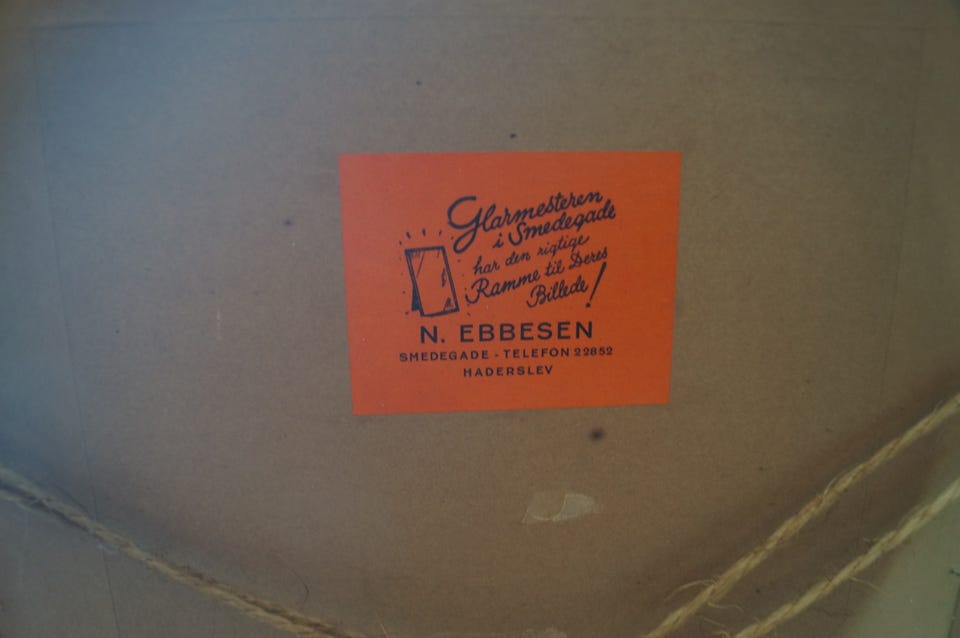 Glarmesteren
i Smedegade
har den rigtige
Ramme til Deres
Billede!
N. EBBESEN
SMEDEGADE - TELEFON 22852
HADERSLEV